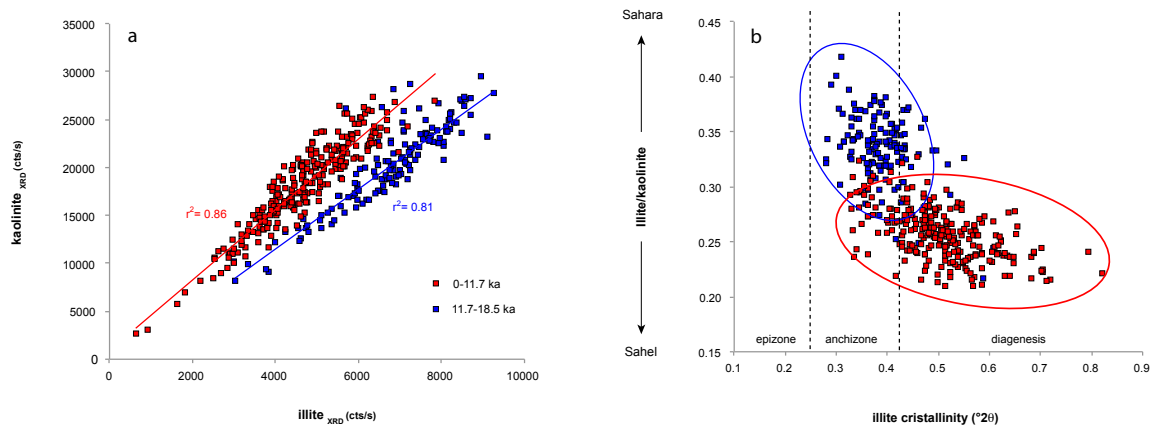 a
kaolinite XRD (cts/s)
35000
30000
25000
20000
15000
10000
5000
0
r²= 0.86
r²= 0.81
0-11.7 ka
11.7-18.5 ka
0 2000 4000 6000 8000 10000
illite XRD (cts/s)
Sahara
Illite/kaolinite
Sahel
b
0.45
0.40
0.35
0.30
0.25
0.20
0.15
epizone anchizone diagenesis
0.1 0.2 0.3 0.4 0.5 0.6 0.7 0.8 0.9
illite cristallinity (°2θ)